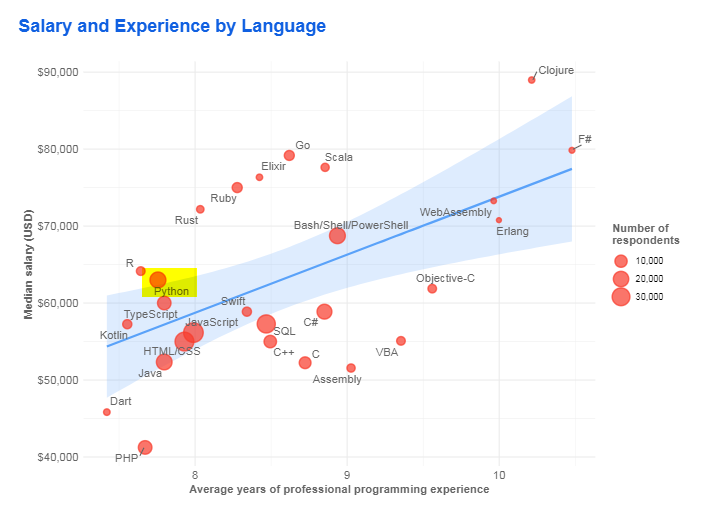 Salary and Experience by Language
$90,000
$80,000
$70,000
$60,000
$50,000
$40,000
Median salary (USD)
Clojure
F#
Go
Scala
Elixir
Ruby
Rust
WebAssembly
Erlang
Bash/Shell/PowerShell
R
Python
Objective-C
TypeScript
Swift
Kotlin
JavaScript
C#
SQL
HTML/CSS
C++
C
VBA
Java
Assembly
Dart
PHP
8
9
10
Average years of professional programming experience
Number of
respondents
10,000
20,000
30,000